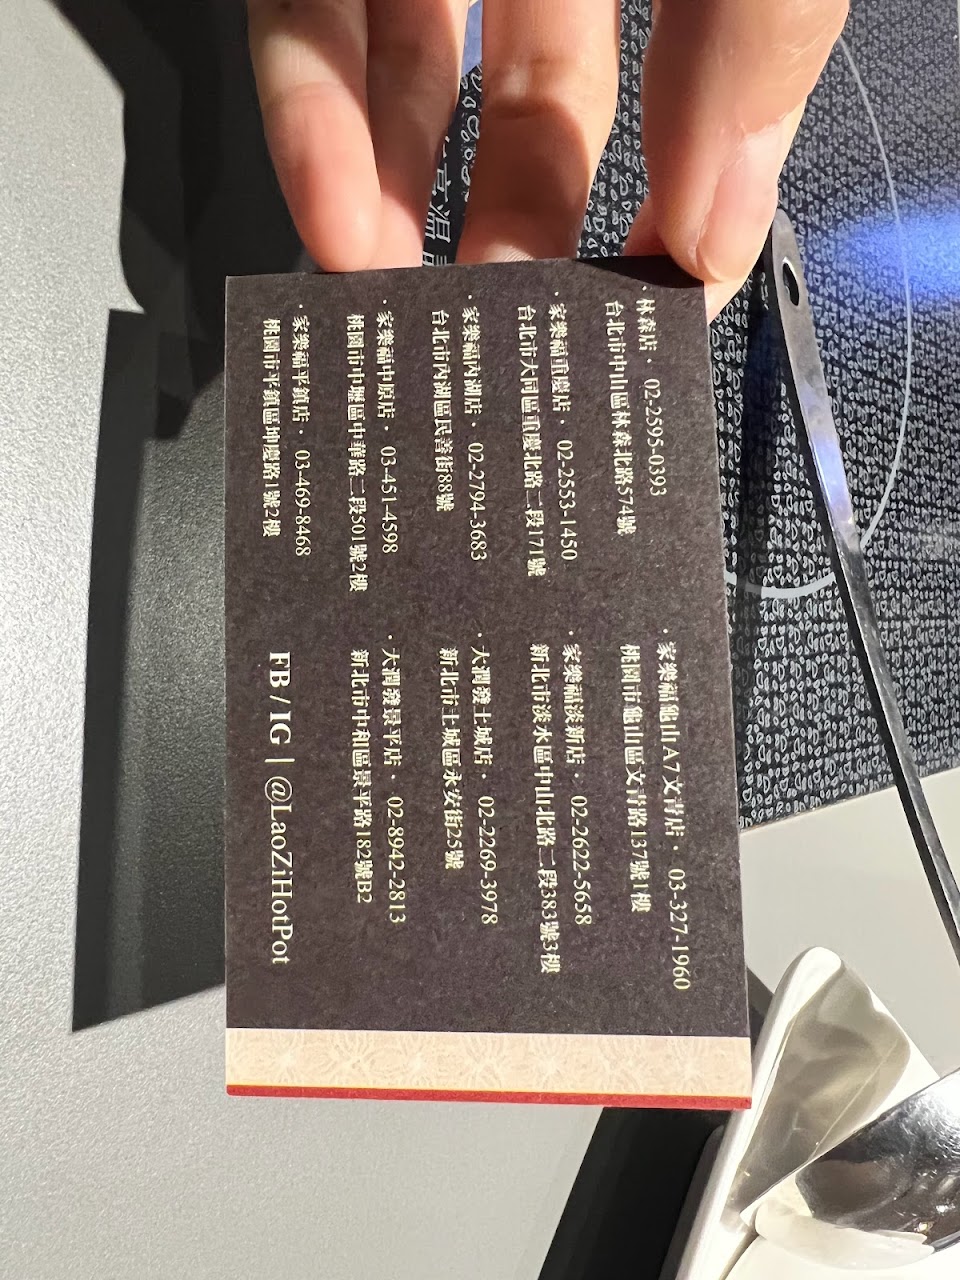 · 林森店 · 02-2595-0393
台北市中山區林森北路574號
· 家樂福重慶店 · 02-2553-1450
台北市大同區重慶北路二段171號
· 家樂福內湖店 · 02-2794-3683
台北市內湖區民善街88號
· 家樂福中原店 · 03-451-4598
桃園市中壢區中華路二段501號2樓
· 家樂福平鎮店 · 03-469-8468
桃園市平鎮區坤慶路1號2樓
· 家樂福龜山A7文青店 · 03-327-1960
桃園市龜山區文青路137號1樓
· 家樂福淡新店 · 02-2622-5658
新北市淡水區中山北路二段383號3樓
· 大潤發土城店 · 02-2269-3978
新北市土城區永安街25號
· 大潤發景平店 · 02-8942-2813
新北市中和區景平路182號B2
FB / IG | @LaoZiHotPot